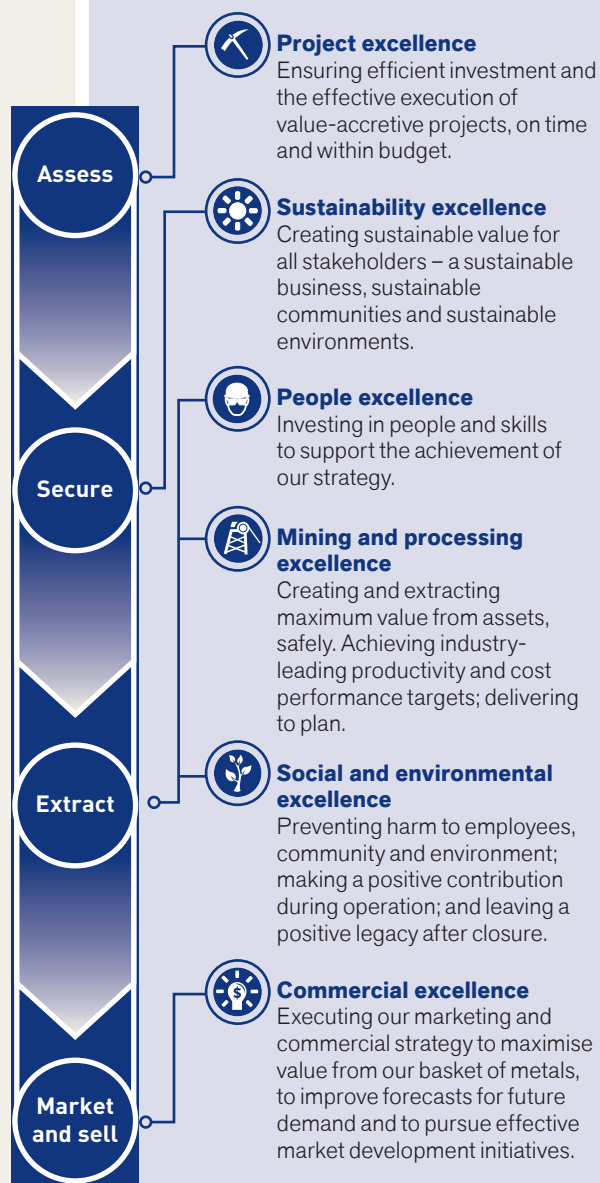 Assess
Project excellence
Ensuring efficient investment and
the effective execution of
value-accretive projects, on time
and within budget.
Sustainability excellence
Creating sustainable value for
all stakeholders – a sustainable
business, sustainable
communities and sustainable
environments.
Secure
People excellence
Investing in people and skills
to support the achievement of
our strategy.
Mining and processing
excellence
Creating and extracting
maximum value from assets,
safely. Achieving industry-
leading productivity and cost
performance targets; delivering
to plan.
Extract
Social and environmental
excellence
Preventing harm to employees,
community and environment;
making a positive contribution
during operation; and leaving a
positive legacy after closure.
Market
and sell
$
Commercial excellence
Executing our marketing and
commercial strategy to maximise
value from our basket of metals,
to improve forecasts for future
demand and to pursue effective
market development initiatives.